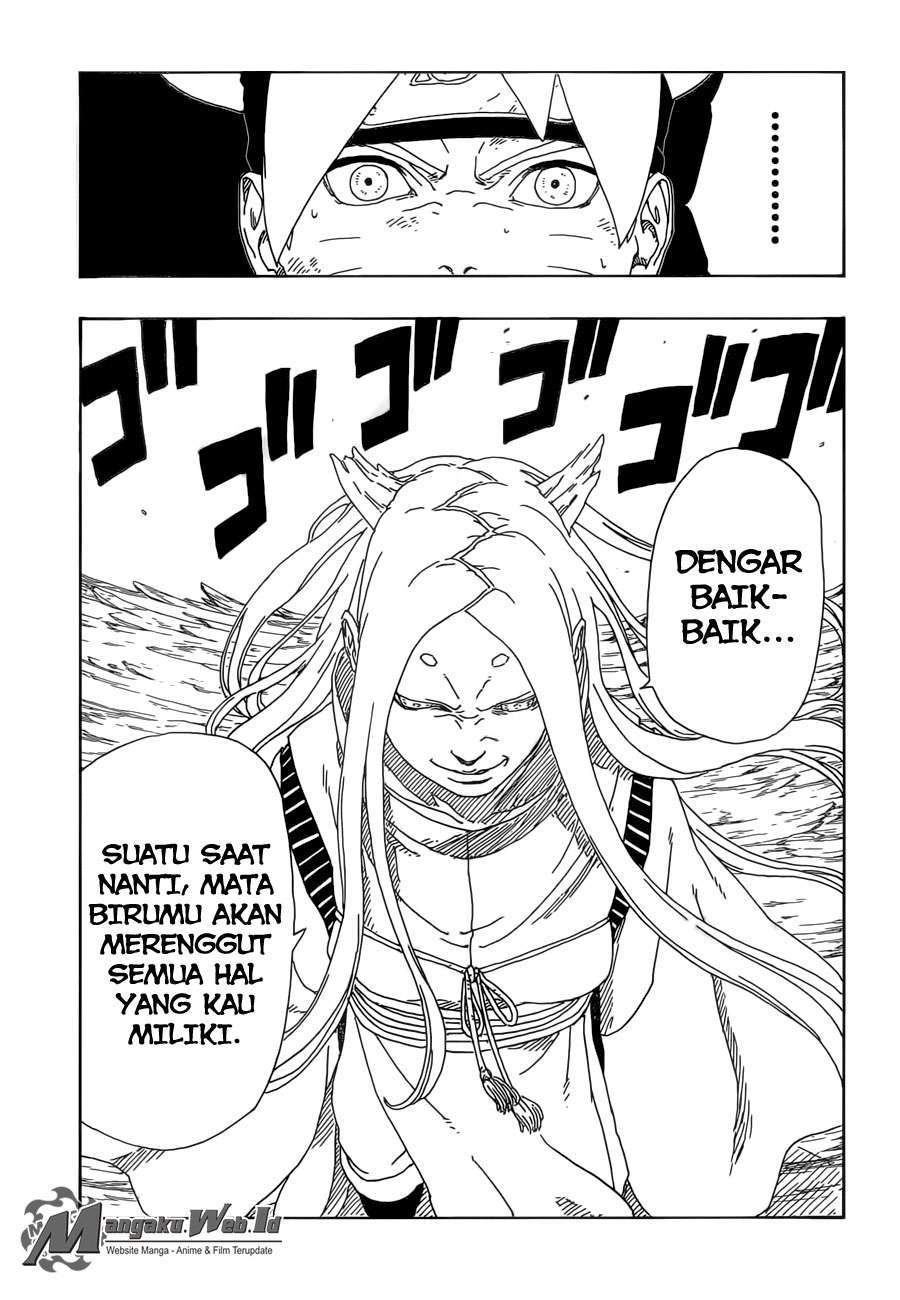 ........
ゴゴゴゴゴゴ
DENGAR
BAIK-
BAIK...
SUATU SAAT
NANTI, MATA
BIRUMU AKAN
MERENGGUT
SEMUA HAL
YANG KAU
MILIKI.
Mangaku.Web.Id
Website Manga - Anime & Film Terupdate